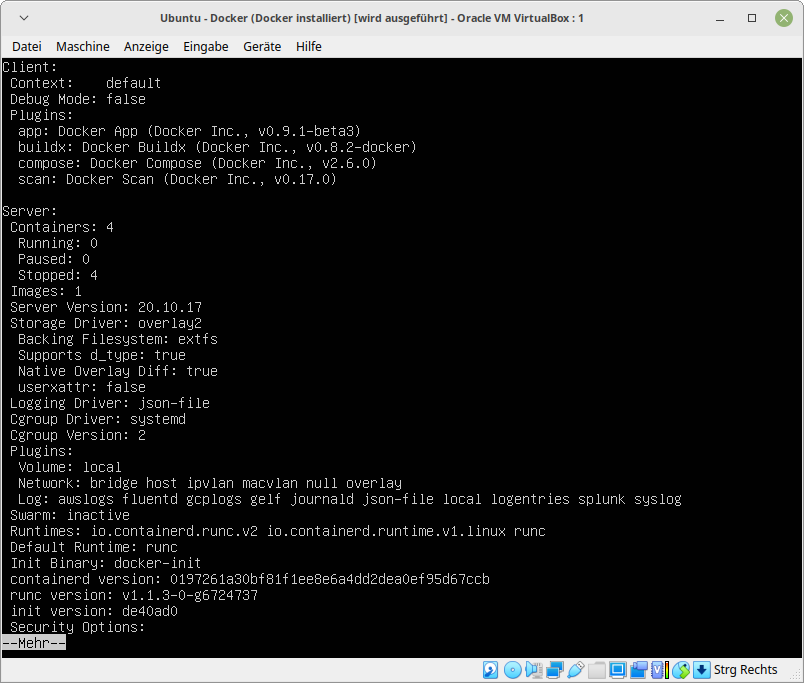 Ubuntu - Docker (Docker installiert) [wird ausgeführt] - Oracle VM VirtualBox : 1
Datei Maschine Anzeige Eingabe Geräte Hilfe
Client:
 Context:    default
 Debug Mode: false
 Plugins:
  app: Docker App (Docker Inc., v0.9.1-beta3)
  buildx: Docker Buildx (Docker Inc., v0.8.2-docker)
  compose: Docker Compose (Docker Inc., v2.6.0)
  scan: Docker Scan (Docker Inc., v0.17.0)

Server:
 Containers: 4
  Running: 0
  Paused: 0
  Stopped: 4
 Images: 1
 Server Version: 20.10.17
 Storage Driver: overlay2
  Backing Filesystem: extfs
  Supports d_type: true
  Native Overlay Diff: true
  userxattr: false
 Logging Driver: json-file
 Cgroup Driver: systemd
 Cgroup Version: 2
 Plugins:
  Volume: local
  Network: bridge host ipvlan macvlan null overlay
  Log: awslogs fluentd gcplogs gelf journald json-file local logentries splunk syslog
 Swarm: inactive
 Runtimes: io.containerd.runc.v2 io.containerd.runtime.v1.linux runc
 Default Runtime: runc
 Init Binary: docker-init
 containerd version: 0197261a30bf81f1ee8e6a4dd2dea0ef95d67ccb
 runc version: v1.1.3-0-g6724737
 init version: de40ad0
 Security Options:
--Mehr--
Strg Rechts